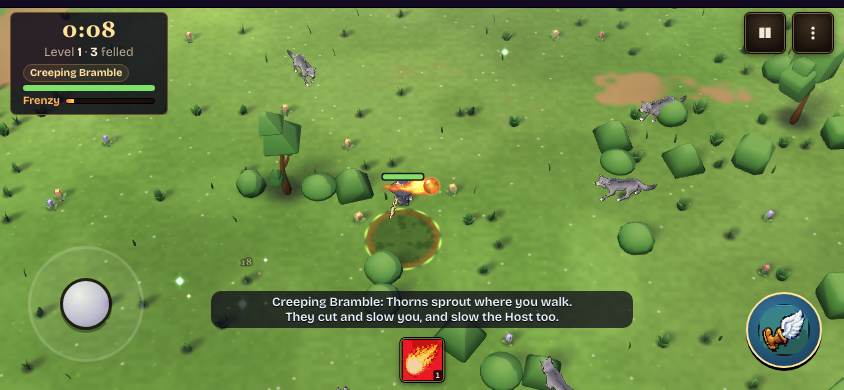 0:08
Level 1 · 3 felled
Creeping Bramble
Frenzy
18
Creeping Bramble: Thorns sprout where you walk.
They cut and slow you, and slow the Host too.
1